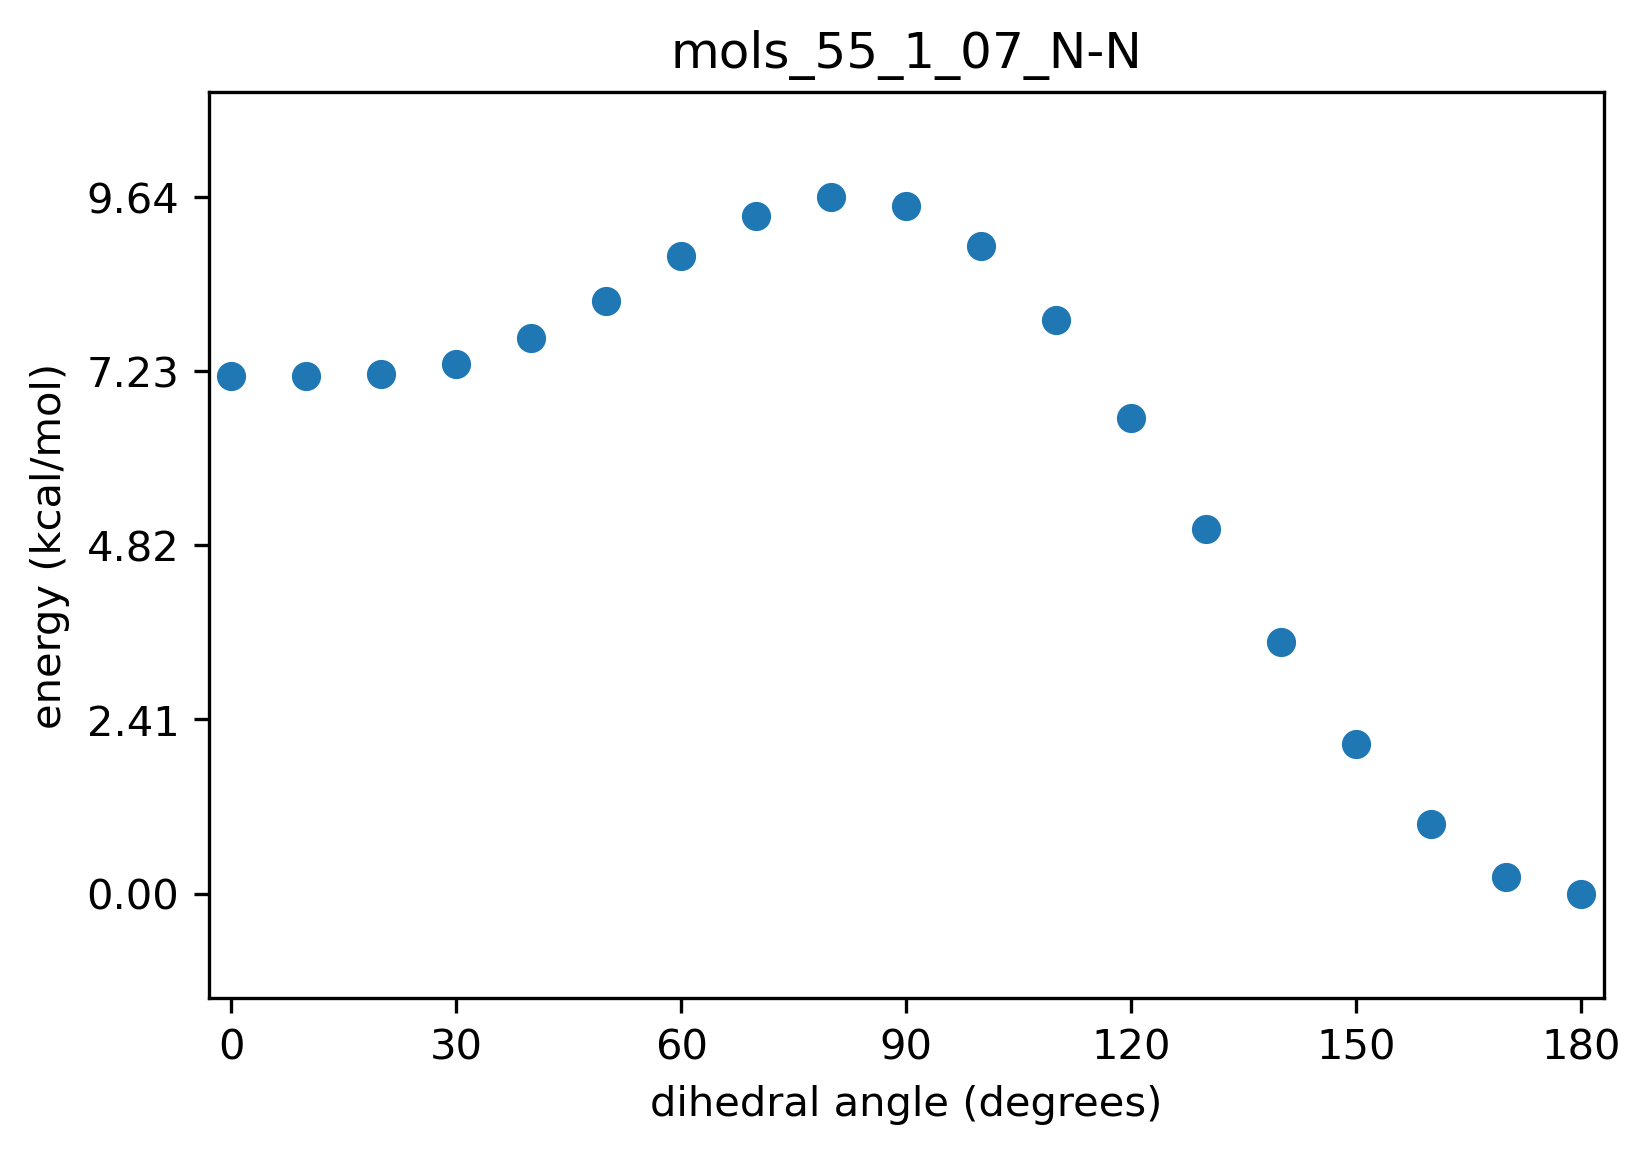 mols_55_1_07_N-N
9.64
7.23
4.82
2.41
0.00
energy (kcal/mol)
0 30 60 90 120 150 180
dihedral angle (degrees)